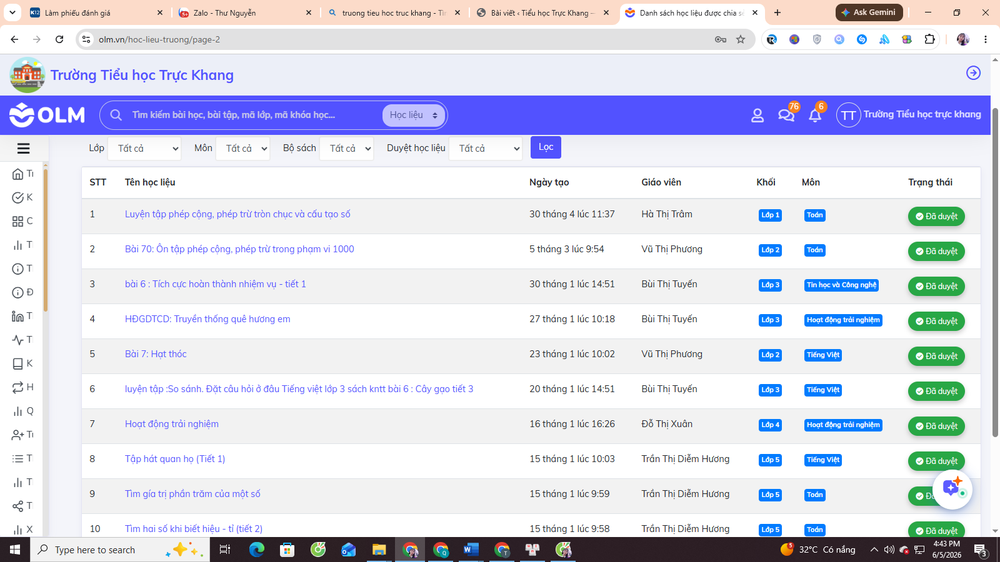 Làm phiếu đánh giá
Zalo - Thư Nguyễn
truong tieu hoc truc khang - Tìr
Bài viết ‹ Tiểu học Trực Khang —
Danh sách học liệu được chia sẻ
Ask Gemini
olm.vn/hoc-lieu-truong/page-2
Trường Tiểu học Trực Khang
OLM
Tìm kiếm bài học, bài tập, mã lớp, mã khóa học...
Học liệu
76
6
TT
Trường Tiểu học trực khang
Lớp Tất cả Môn Tất cả Bộ sách Tất cả Duyệt học liệu Tất cả Lọc
STT Tên học liệu Ngày tạo Giáo viên Khối Môn Trạng thái
1 Luyện tập phép cộng, phép trừ tròn chục và cấu tạo số 30 tháng 4 lúc 11:37 Hà Thị Trâm Lớp 1 Toán Đã duyệt
2 Bài 70: Ôn tập phép cộng, phép trừ trong phạm vi 1000 5 tháng 3 lúc 9:54 Vũ Thị Phương Lớp 2 Toán Đã duyệt
3 bài 6 : Tích cực hoàn thành nhiệm vụ - tiết 1 30 tháng 1 lúc 14:51 Bùi Thị Tuyến Lớp 3 Tin học và Công nghệ Đã duyệt
4 HĐGDTCD: Truyền thống quê hương em 27 tháng 1 lúc 10:18 Bùi Thị Tuyến Lớp 3 Hoạt động trải nghiệm Đã duyệt
5 Bài 7: Hạt thóc 23 tháng 1 lúc 10:02 Vũ Thị Phương Lớp 2 Tiếng Việt Đã duyệt
6 luyện tập :So sánh. Đặt câu hỏi ở đâu Tiếng việt lớp 3 sách kntt bài 6 : Cây gạo tiết 3 20 tháng 1 lúc 14:51 Bùi Thị Tuyến Lớp 3 Tiếng Việt Đã duyệt
7 Hoạt động trải nghiệm 16 tháng 1 lúc 16:26 Đỗ Thị Xuân Lớp 4 Hoạt động trải nghiệm Đã duyệt
8 Tập hát quan họ (Tiết 1) 15 tháng 1 lúc 10:03 Trần Thị Diễm Hương Lớp 5 Tiếng Việt Đã duyệt
9 Tìm gía trị phần trăm của một số 15 tháng 1 lúc 9:59 Trần Thị Diễm Hương Lớp 5 Toán
10 Tìm hai số khi biết hiệu - tỉ (tiết 2) 15 tháng 1 lúc 9:58 Trần Thị Diễm Hương Lớp 5 Toán Đã duyệt
Type here to search
32°C Có nắng
4:43 PM
6/5/2026
3